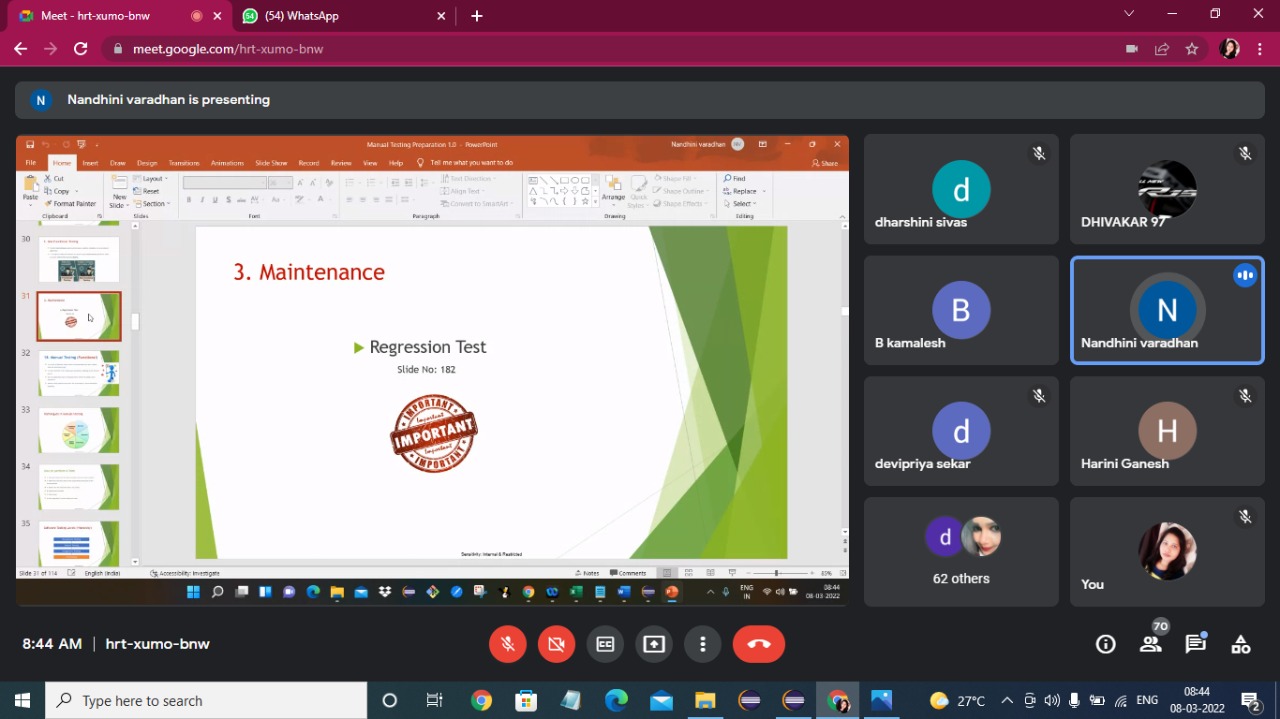 Meet - hrt-xumo-bnw
(54) WhatsApp
meet.google.com/hrt-xumo-bnw
N
Nandhini varadhan is presenting
Manual Testing Preparation 1.0 - PowerPoint
Nandhini varadhan
File Home Insert Draw Design Transitions Animations Slide Show Record Review View Help Tell me what you want to do
Share
Paste
Cut
Copy
Format Painter
Clipboard
New Slide
Layout
Reset
Section
Slides
Font
Text Direction
Align Text
Convert to SmartArt
Paragraph
Arrange
Quick Styles
Shape Fill
Shape Outline
Shape Effects
Drawing
Find
Replace
Select
Editing
30
31
32
33
34
35
3. Maintenance
Regression Test
Slide No: 182
IMPORTANT
Important
IMPORTANT
Important
IMPORTANT
Sensitivity: Internal & Restricted
Slide 31 of 114
English (India)
Accessibility: Investigate
Notes
Comments
83%
ENG
IN
08:44
08-03-2022
d
dharshini sivas
DHIVAKAR 97
B
B kamalesh
N
Nandhini varadhan
d
H
d
62 others
You
8:44 AM | hrt-xumo-bnw
CC
70
Type here to search
27°C
ENG
08:44
08-03-2022
2